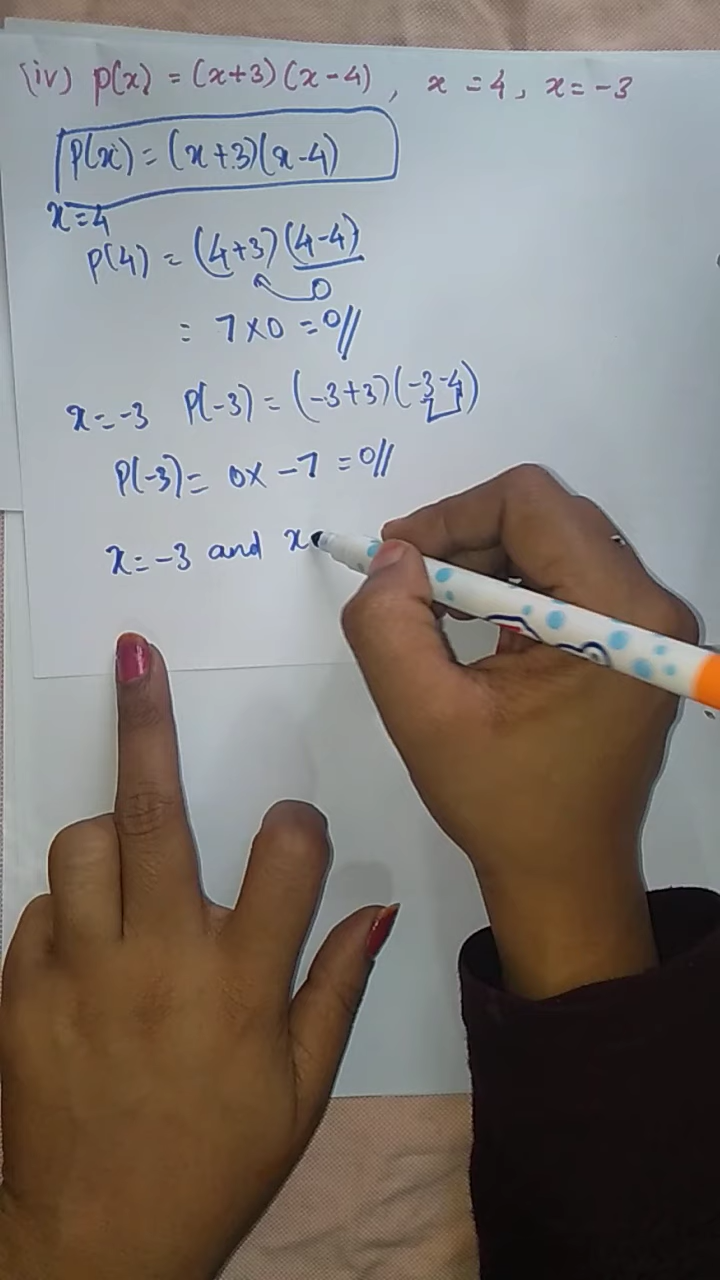 (iv) p(x) = (x+3)(x-4), x = 4, x = -3
P(x) = (x+3)(x-4)
x=4
P(4) = (4+3)(4-4)
0
= 7×0 = 0//
x = -3 P(-3) = (-3+3)(-3-4)
P(-3) = 0x -7 = 0//
x = -3 and x